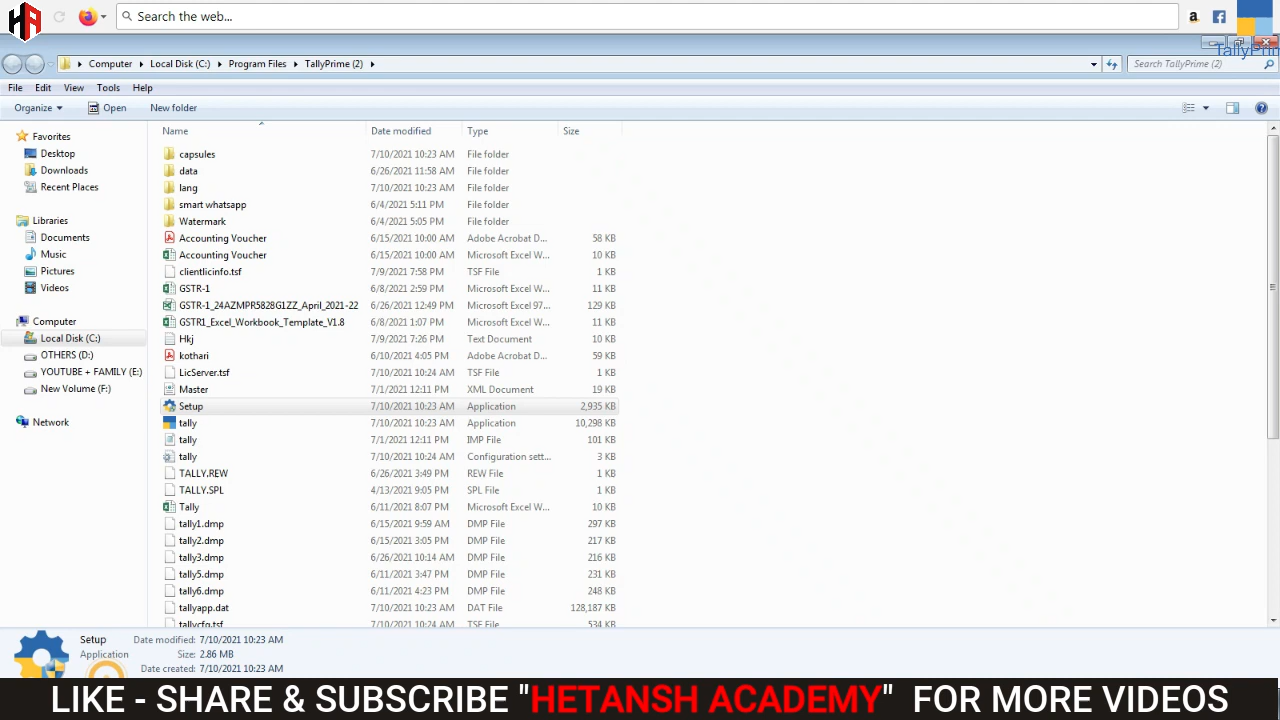 HA
Search the web...
a
f
TallyPrim
Computer Local Disk (C:) Program Files TallyPrime (2)
Search TallyPrime (2)
File Edit View Tools Help
Organize Open New folder
Favorites
Desktop
Downloads
Recent Places
Libraries
Documents
Music
Pictures
Videos
Computer
Local Disk (C:)
OTHERS (D:)
YOUTUBE + FAMILY (E:)
New Volume (F:)
Network
Name Date modified Type Size
capsules 7/10/2021 10:23 AM File folder
data 6/26/2021 11:58 AM File folder
lang 7/10/2021 10:23 AM File folder
smart whatsapp 6/4/2021 5:11 PM File folder
Watermark 6/4/2021 5:05 PM File folder
Accounting Voucher 6/15/2021 10:00 AM Adobe Acrobat D... 58 KB
Accounting Voucher 6/15/2021 10:00 AM Microsoft Excel W... 10 KB
clientlicinfo.tsf 7/9/2021 7:58 PM TSF File 1 KB
GSTR-1 6/8/2021 2:59 PM Microsoft Excel W... 11 KB
GSTR-1_24AZMPR5828G1ZZ_April_2021-22 6/26/2021 12:49 PM Microsoft Excel 97... 129 KB
GSTR1_Excel_Workbook_Template_V1.8 6/8/2021 1:07 PM Microsoft Excel W... 11 KB
Hkj 7/9/2021 7:26 PM Text Document 10 KB
kothari 6/10/2021 4:05 PM Adobe Acrobat D... 59 KB
LicServer.tsf 7/10/2021 10:24 AM TSF File 1 KB
Master 7/1/2021 12:11 PM XML Document 19 KB
Setup 7/10/2021 10:23 AM Application 2,935 KB
tally 7/10/2021 10:23 AM Application 10,298 KB
tally 7/1/2021 12:11 PM IMP File 101 KB
tally 7/10/2021 10:24 AM Configuration sett... 3 KB
TALLY.REW 6/26/2021 3:49 PM REW File 1 KB
TALLY.SPL 4/13/2021 9:05 PM SPL File 1 KB
Tally 6/11/2021 8:07 PM Microsoft Excel W... 10 KB
tally1.dmp 6/15/2021 9:59 AM DMP File 297 KB
tally2.dmp 6/15/2021 3:05 PM DMP File 217 KB
tally3.dmp 6/26/2021 10:14 AM DMP File 216 KB
tally5.dmp 6/11/2021 3:47 PM DMP File 231 KB
tally6.dmp 6/11/2021 4:23 PM DMP File 248 KB
tallyapp.dat 7/10/2021 10:23 AM DAT File 128,187 KB
tallycfg.tsf 7/10/2021 10:24 AM TSF File 534 KB
Setup Date modified: 7/10/2021 10:23 AM
Application Size: 2.86 MB
Date created: 7/10/2021 10:23 AM
LIKE - SHARE & SUBSCRIBE "HETANSH ACADEMY" FOR MORE VIDEOS